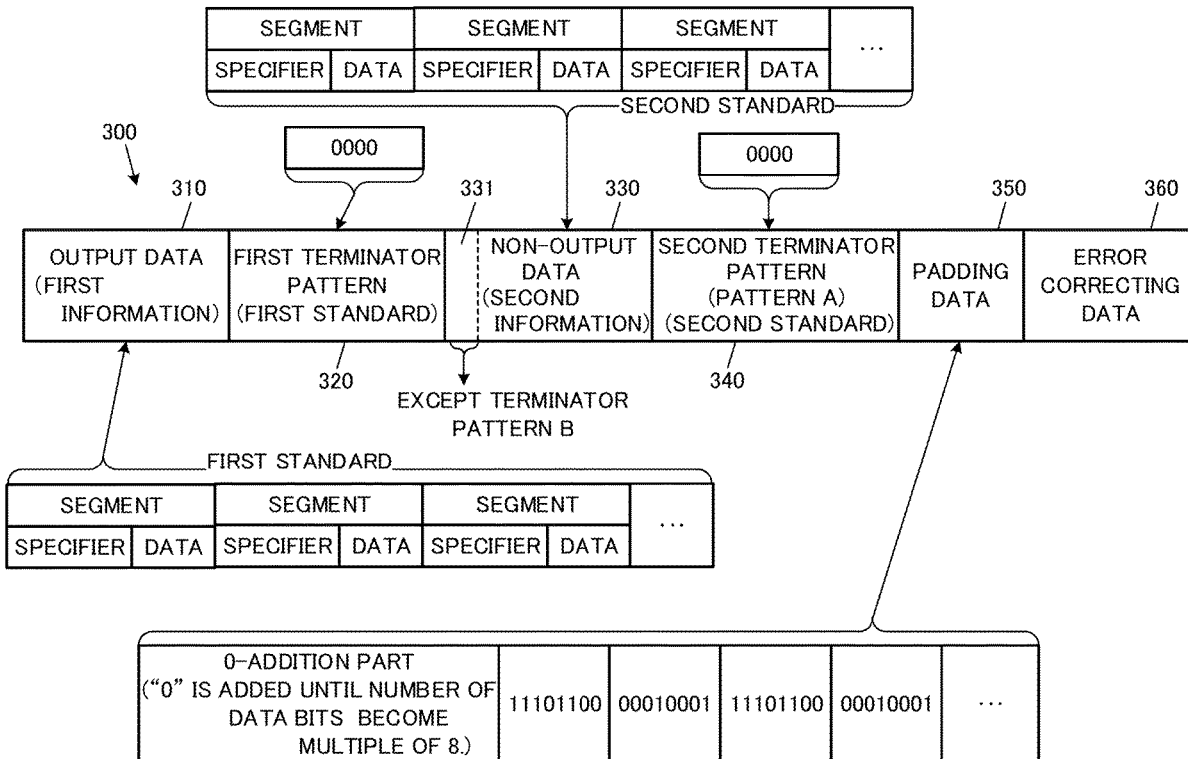 SEGMENT SEGMENT SEGMENT ...
SPECIFIER DATA SPECIFIER DATA SPECIFIER DATA
SECOND STANDARD
300
0000
0000
310
331
330
350
360
OUTPUT DATA
(FIRST
INFORMATION)
FIRST TERMINATOR
PATTERN
(FIRST STANDARD)
NON-OUTPUT
DATA
(SECOND
INFORMATION)
SECOND TERMINATOR
PATTERN
(PATTERN A)
(SECOND STANDARD)
PADDING
DATA
ERROR
CORRECTING
DATA
320
340
EXCEPT TERMINATOR
PATTERN B
FIRST STANDARD
SEGMENT SEGMENT SEGMENT ...
SPECIFIER DATA SPECIFIER DATA SPECIFIER DATA
0-ADDITION PART
("0" IS ADDED UNTIL NUMBER OF
DATA BITS BECOME
MULTIPLE OF 8.)
11101100 00010001 11101100 00010001 ...